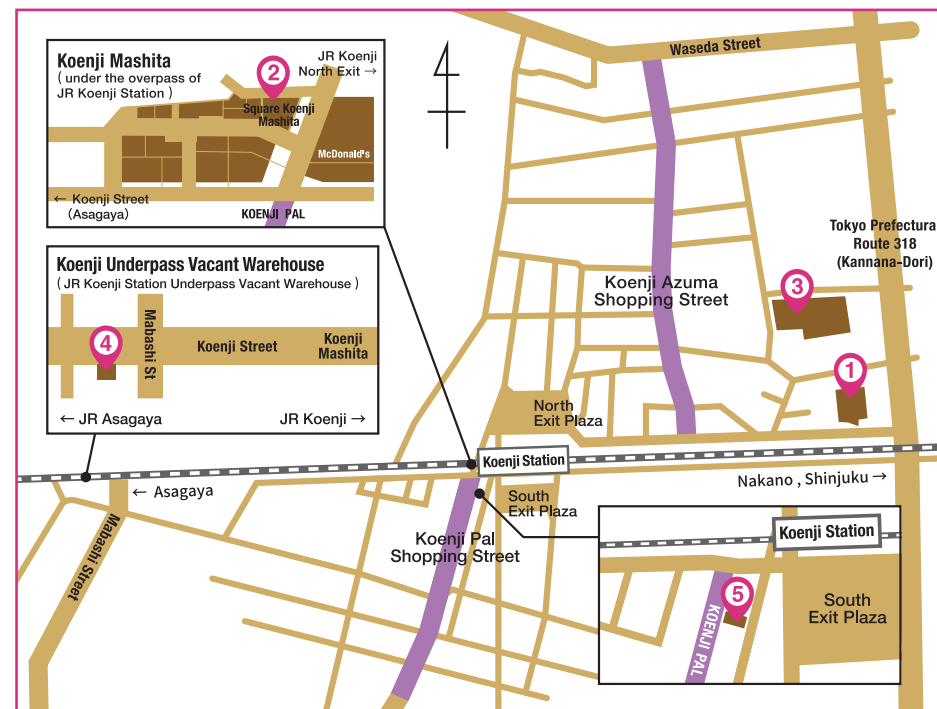 Koenji Mashita
( under the overpass of
JR Koenji Station )
JR Koenji
North Exit →
2
Square Koenji
Mashita
McDonald's
← Koenji Street
(Asagaya)
KOENJI PAL
Koenji Underpass Vacant Warehouse
( JR Koenji Station Underpass Vacant Warehouse )
4
Mabashi St
Koenji Street
Koenji
Mashita
← JR Asagaya
JR Koenji →
Waseda Street
Tokyo Prefectura
Route 318
(Kannana-Dori)
Koenji Azuma
Shopping Street
3
1
North
Exit Plaza
Koenji Station
← Asagaya
Nakano , Shinjuku →
South
Exit Plaza
Koenji Pal
Shopping Street
Mabashi Street
Koenji Station
5
KOENJI PAL
South
Exit Plaza